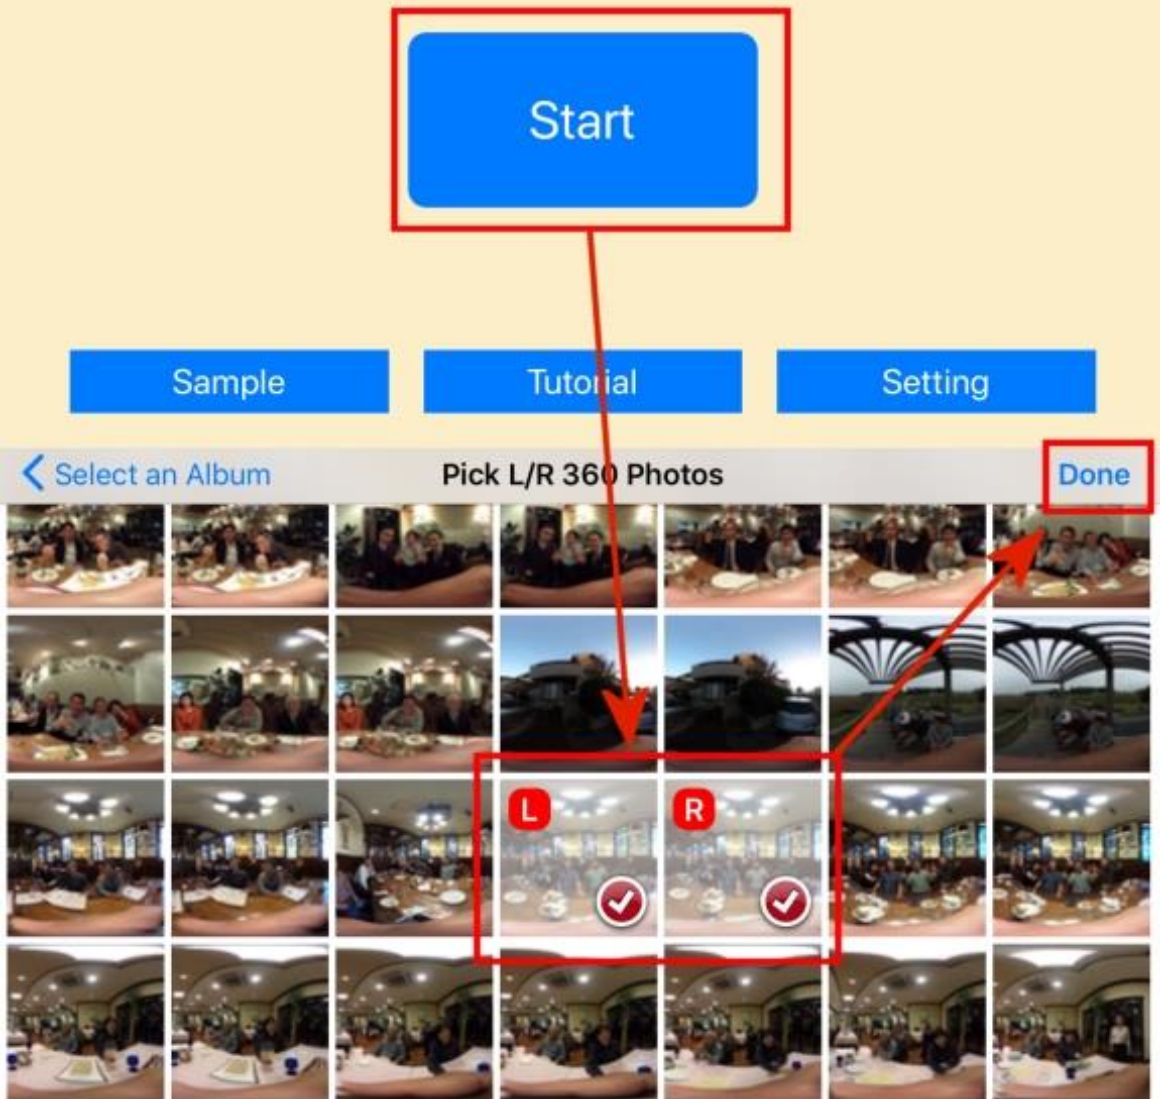 Start
Sample
Tutorial
Setting
Select an Album
Pick L/R 360 Photos
Done
L
R